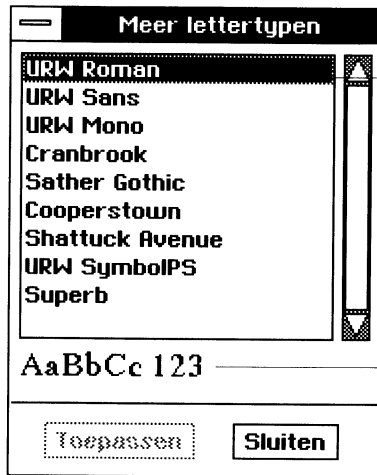 Meer lettertypen
URW Roman
URW Sans
URW Mono
Cranbrook
Sather Gothic
Cooperstown
Shattuck Avenue
URW SymbolPS
Superb
AaBbCc 123
Toepassen
Sluiten